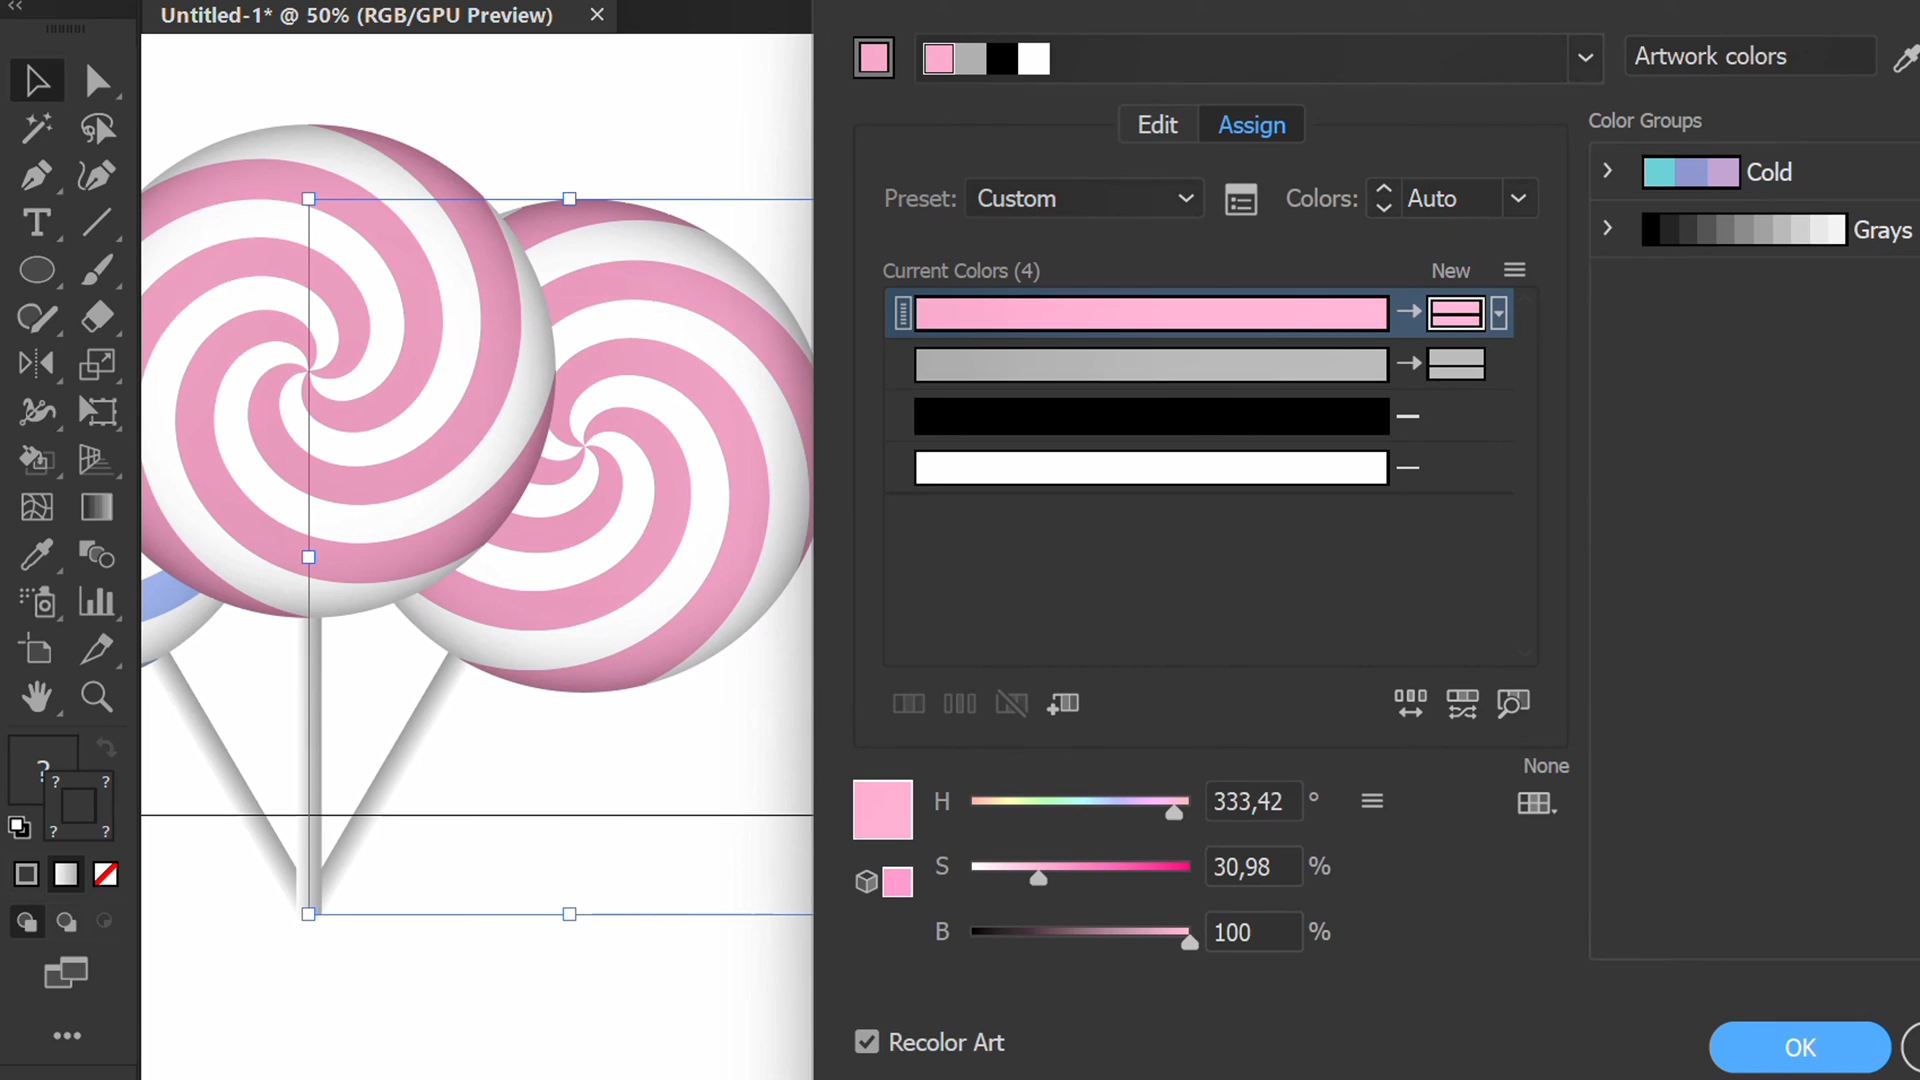 Untitled-1* @ 50% (RGB/GPU Preview) ×
Artwork colors
Edit Assign
Color Groups
Preset: Custom Colors: Auto
Cold
Grays
Current Colors (4) New
None
H 333,42 °
S 30,98 %
B 100 %
Recolor Art
OK
T
?
? ?
? ?